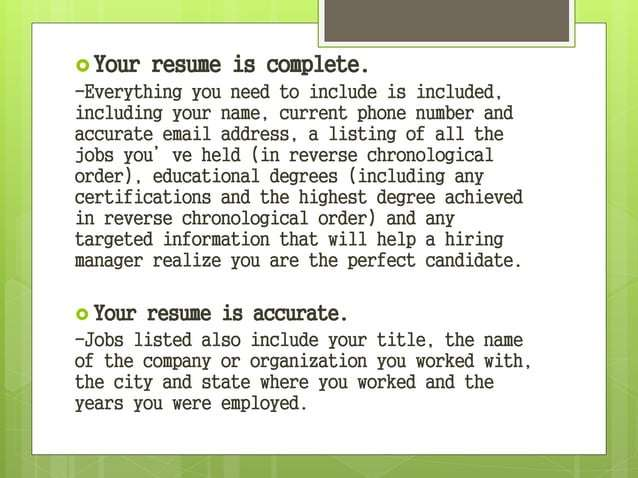 Your resume is complete.
-Everything you need to include is included,
including your name, current phone number and
accurate email address, a listing of all the
jobs you’ve held (in reverse chronological
order), educational degrees (including any
certifications and the highest degree achieved
in reverse chronological order) and any
targeted information that will help a hiring
manager realize you are the perfect candidate.
Your resume is accurate.
-Jobs listed also include your title, the name
of the company or organization you worked with,
the city and state where you worked and the
years you were employed.